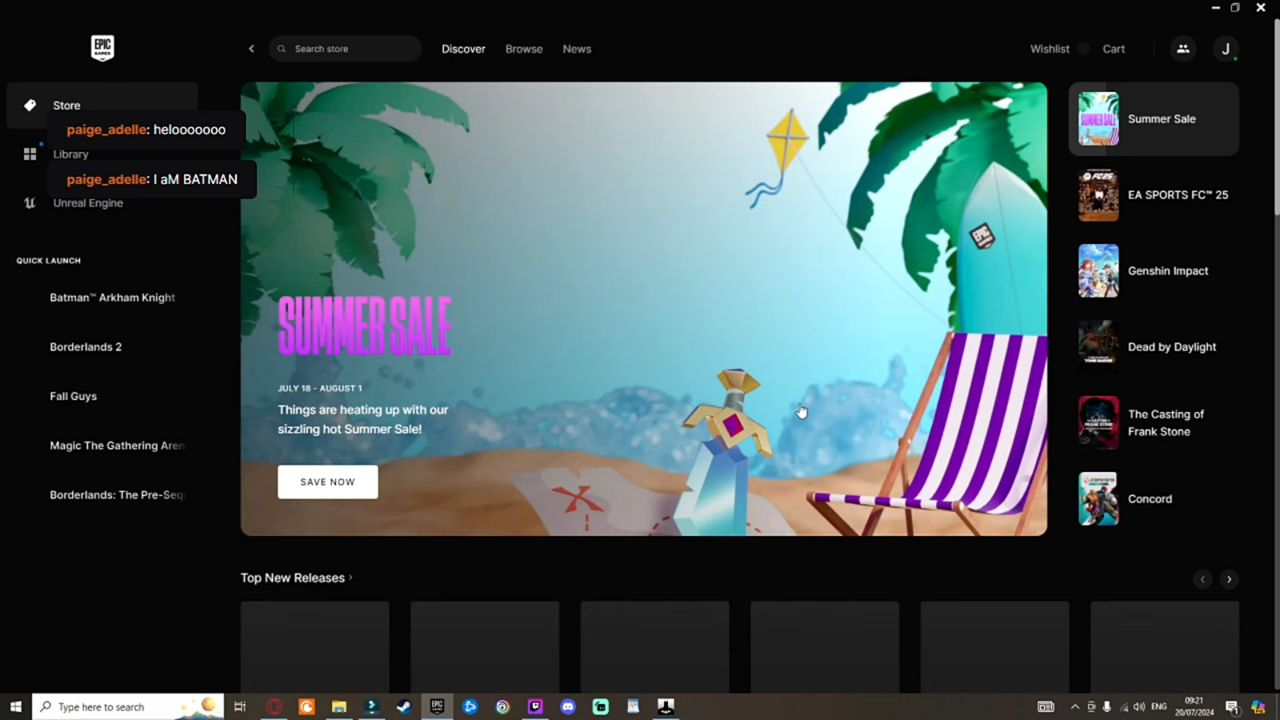 EPIC
GAMES
Search store
Discover
Browse
News
Wishlist
Cart
J
Store
paige_adelle: helooooooo
Library
paige_adelle: I aM BATMAN
Unreal Engine
QUICK LAUNCH
Batman™ Arkham Knight
Borderlands 2
Fall Guys
Magic The Gathering Aren
Borderlands: The Pre-Sequ
SUMMER SALE
JULY 18 - AUGUST 1
Things are heating up with our
sizzling hot Summer Sale!
SAVE NOW
EPIC
Summer Sale
EA SPORTS FC™ 25
Genshin Impact
Dead by Daylight
The Casting of
Frank Stone
Concord
Top New Releases
Type here to search
ENG
09:21
20/07/2024